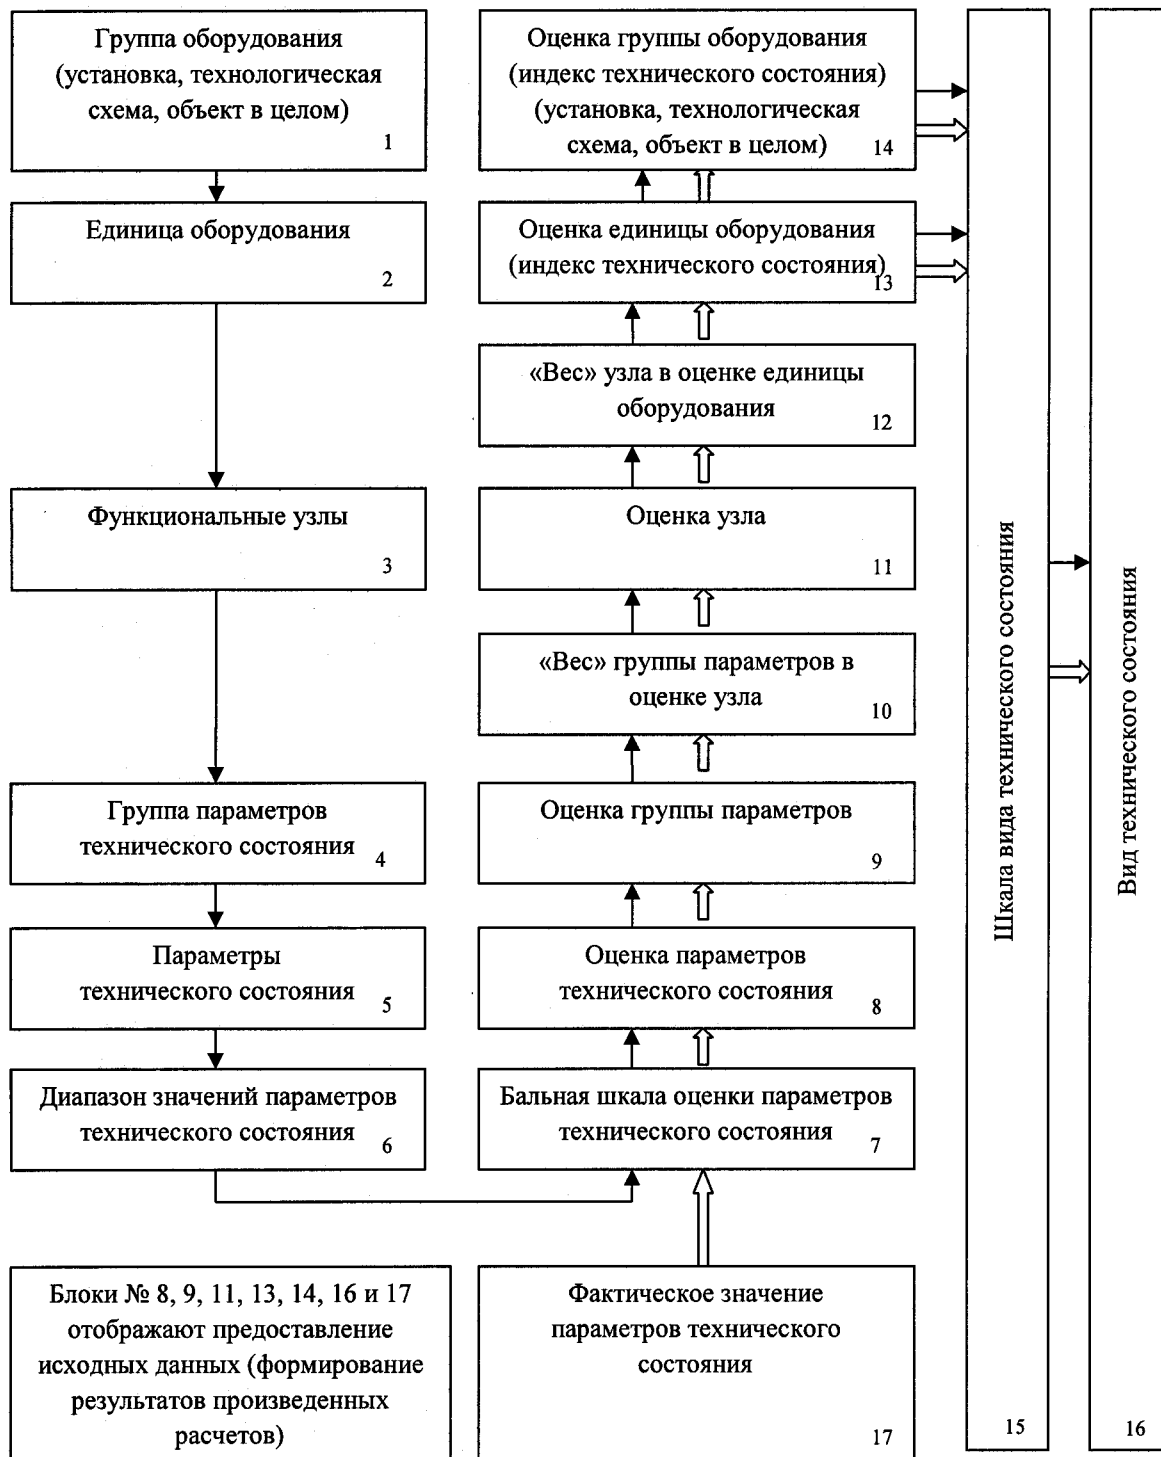 Группа оборудования
(установка, технологическая
схема, объект в целом)
1
Единица оборудования
2
Функциональные узлы
3
Группа параметров
технического состояния
4
Параметры
технического состояния
5
Диапазон значений параметров
технического состояния
6
Блоки № 8, 9, 11, 13, 14, 16 и 17
отображают предоставление
исходных данных (формирование
результатов произведенных
расчетов)
Оценка группы оборудования
(индекс технического состояния)
(установка, технологическая
схема, объект в целом)
14
Оценка единицы оборудования
(индекс технического состояния)
13
«Вес» узла в оценке единицы
оборудования
12
Оценка узла
11
«Вес» группы параметров в
оценке узла
10
Оценка группы параметров
9
Оценка параметров
технического состояния
8
Бальная шкала оценки параметров
технического состояния
7
Фактическое значение
параметров технического
состояния
17
Шкала вида технического состояния
15
Вид технического состояния
16